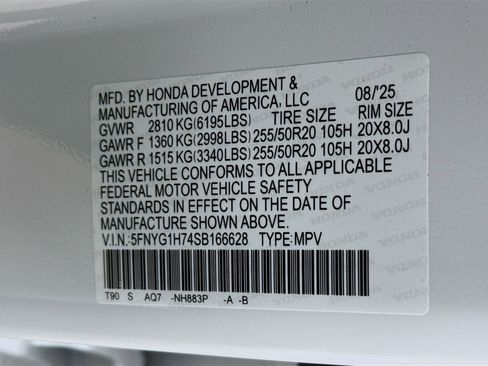 MFD. BY HONDA DEVELOPMENT &
MANUFACTURING OF AMERICA, LLC 08/'25
GVWR 2810 KG(6195LBS) TIRE SIZE RIM SIZE
GAWR F 1360 KG(2998LBS) 255/50R20 105H 20X8.0J
GAWR R 1515 KG(3340LBS) 255/50R20 105H 20X8.0J
THIS VEHICLE CONFORMS TO ALL APPLICABLE
FEDERAL MOTOR VEHICLE SAFETY
STANDARDS IN EFFECT ON THE DATE OF
MANUFACTURE SHOWN ABOVE.
V.I.N.:5FNYG1H74SB166628 TYPE:MPV
T90 S AQ7 -NH883P -A -B